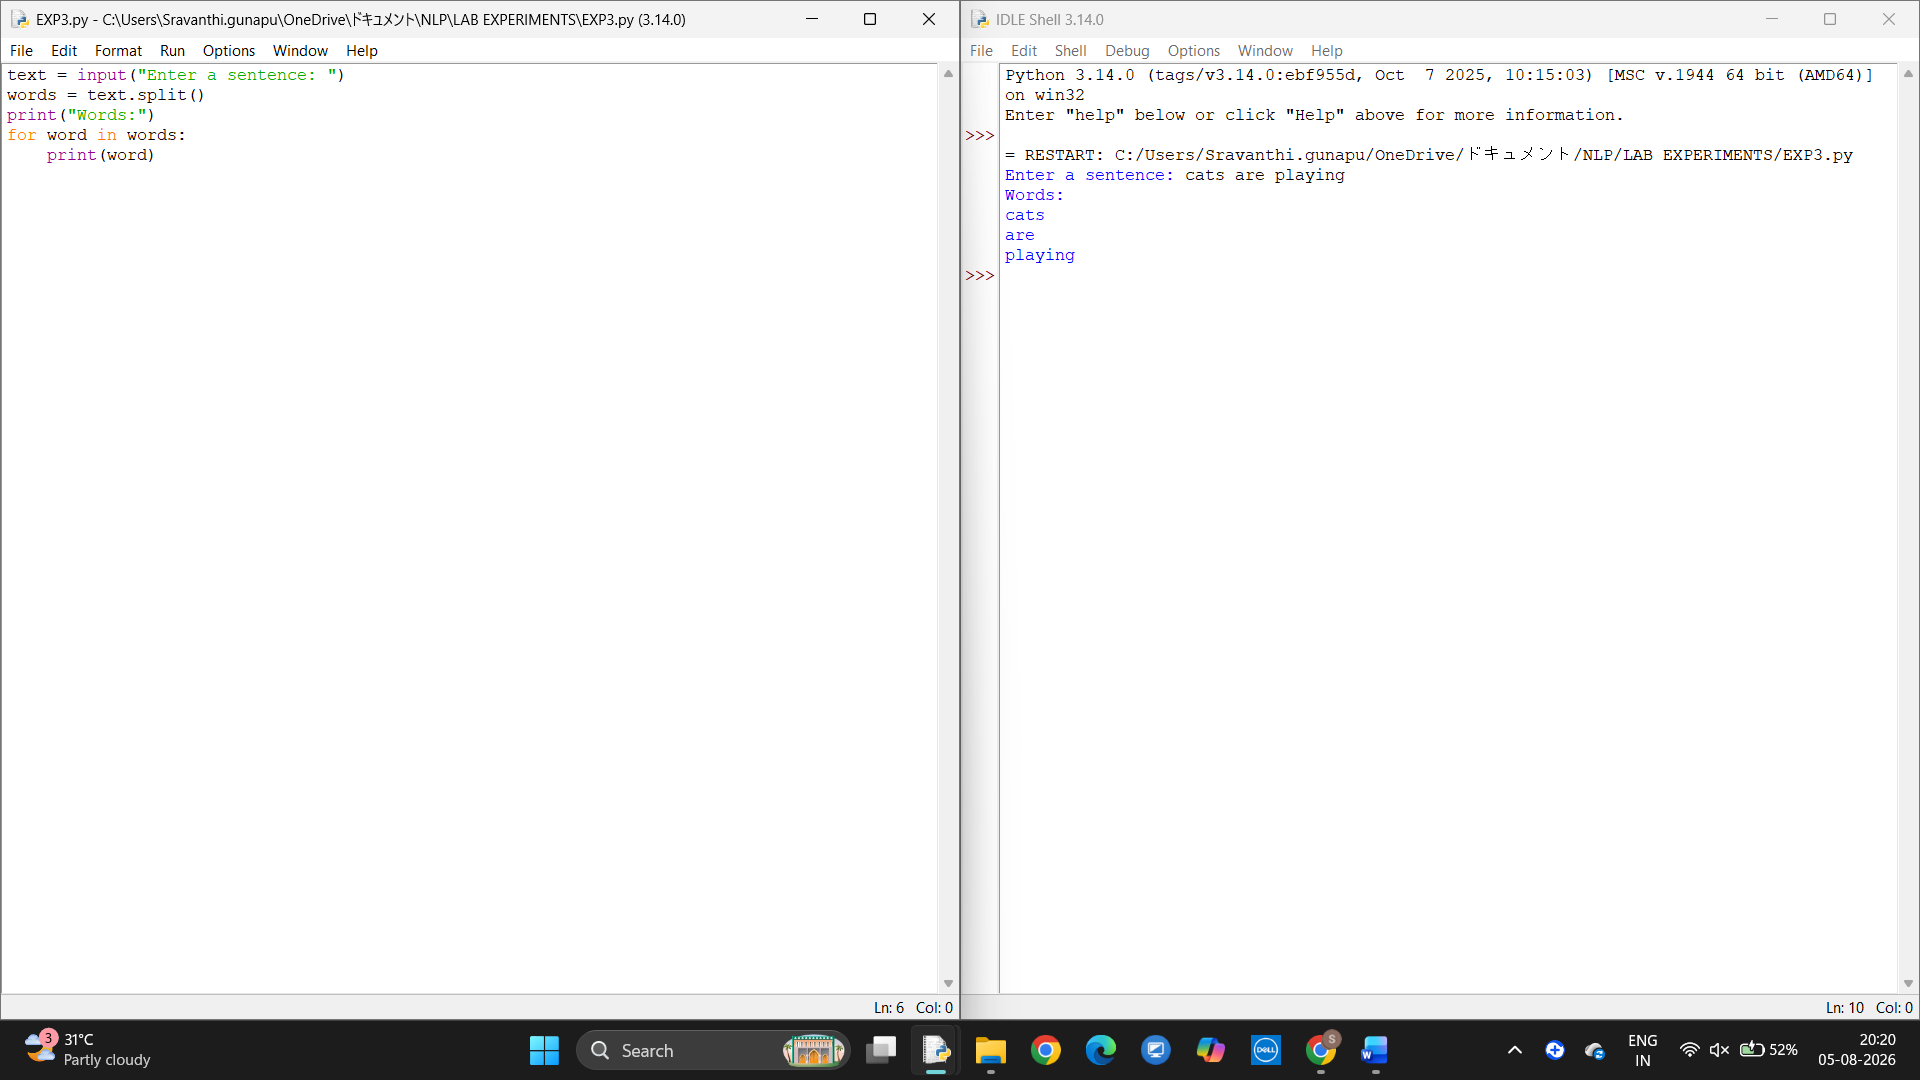 EXP3.py - C:\Users\Sravanthi.gunapu\OneDrive\ドキュメント\NLP\LAB EXPERIMENTS\EXP3.py (3.14.0)
File Edit Format Run Options Window Help
text = input("Enter a sentence: ")
words = text.split()
print("Words:")
for word in words:
    print(word)
Ln: 6 Col: 0
IDLE Shell 3.14.0
File Edit Shell Debug Options Window Help
Python 3.14.0 (tags/v3.14.0:ebf955d, Oct  7 2025, 10:15:03) [MSC v.1944 64 bit (AMD64)]
on win32
Enter "help" below or click "Help" above for more information.
>>>
= RESTART: C:/Users/Sravanthi.gunapu/OneDrive/ドキュメント/NLP/LAB EXPERIMENTS/EXP3.py
Enter a sentence: cats are playing
Words:
cats
are
playing
>>>
Ln: 10 Col: 0
3
31°C
Partly cloudy
Search
DELL
S
W
ENG
IN
52%
20:20
05-08-2026